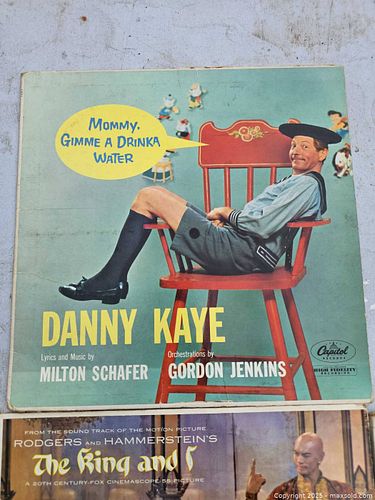 MOMMY,
GIMME A DRINKA
WATER
DANNY KAYE
Lyrics and Music by
MILTON SCHAFER
Orchestrations by
GORDON JENKINS
Capitol
RECORDS
HIGH FIDELITY
RECORDING
FROM THE SOUND TRACK OF THE MOTION PICTURE
RODGERS AND HAMMERSTEIN'S
The King and I
A 20TH CENTURY-FOX CINEMASCOPE 55 PICTURE
Copyright 2025 - maxsold.com